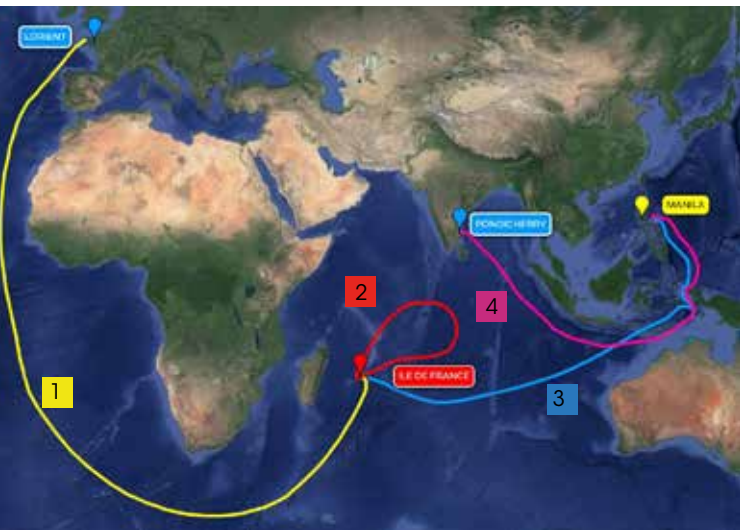 LORIENT
MANILA
PONDICHERRY
2
4
ILE DE FRANCE
1
3